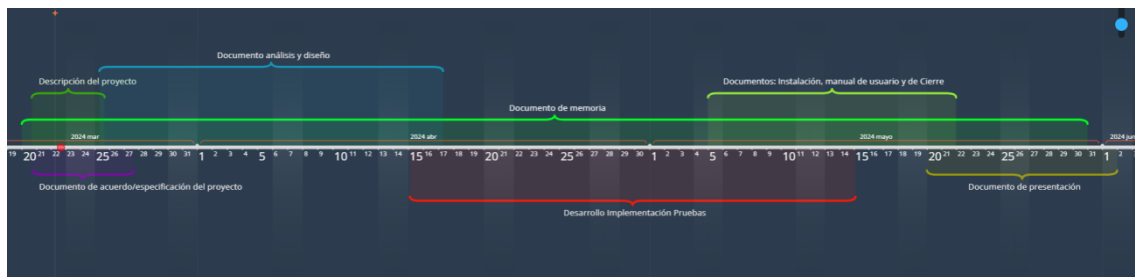 Documento análisis y diseño
Descripción del proyecto
Documentos: Instalación, manual de usuario y de Cierre
Documento de memoria
2024 mar 2024 abr 2024 mayo 2024 jun
19 20 21 22 23 24 25 26 27 28 29 30 31 1 2 3 4 5 6 7 8 9 10 11 12 13 14 15 16 17 18 19 20 21 22 23 24 25 26 27 28 29 30 1 2 3 4 5 6 7 8 9 10 11 12 13 14 15 16 17 18 19 20 21 22 23 24 25 26 27 28 29 30 31 1 2
Documento de acuerdo/especificación del proyecto
Documento de presentación
Desarrollo Implementación Pruebas